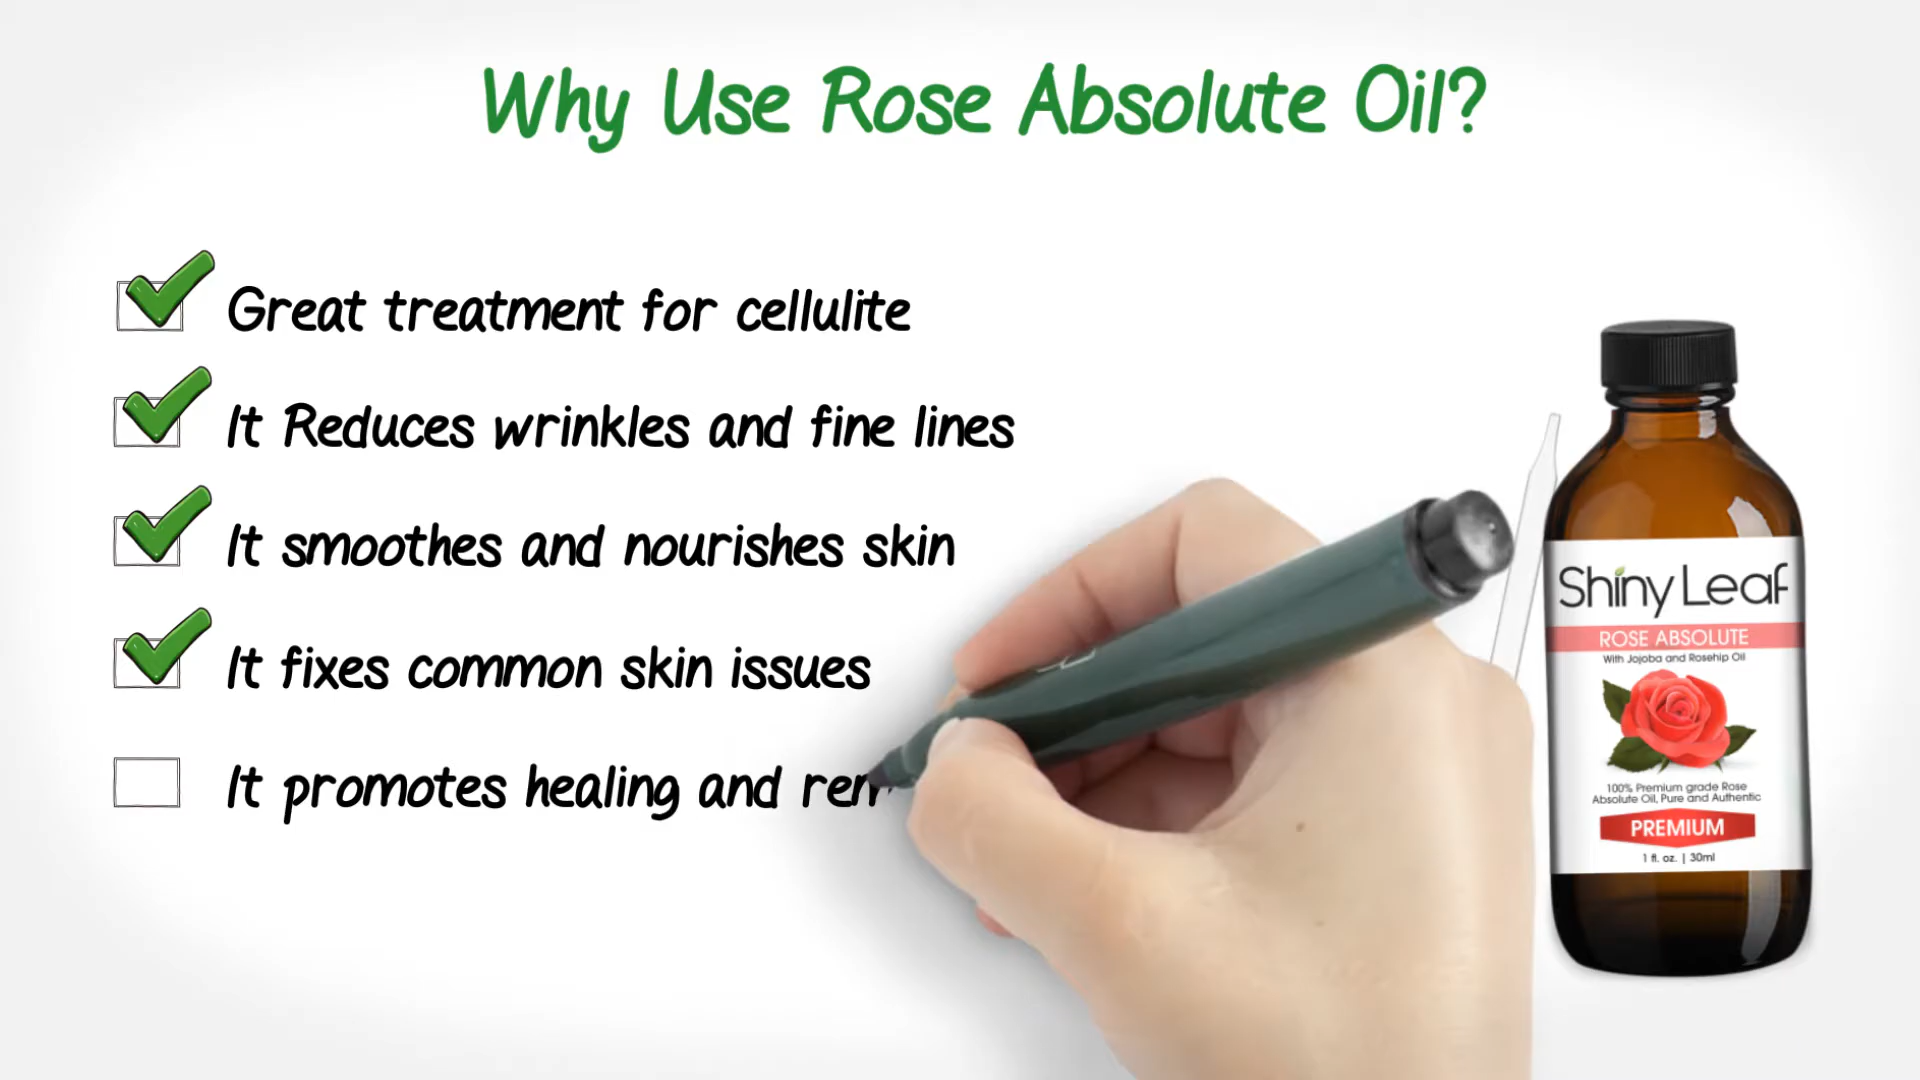 Why Use Rose Absolute Oil?
Great treatment for cellulite
It Reduces wrinkles and fine lines
It smoothes and nourishes skin
It fixes common skin issues
It promotes healing and ren
Shiny Leaf
ROSE ABSOLUTE
With Jojoba and Rosehip Oil
100% Premium grade Rose
Absolute Oil, Pure and Authentic
PREMIUM
1 fl. oz. | 30ml